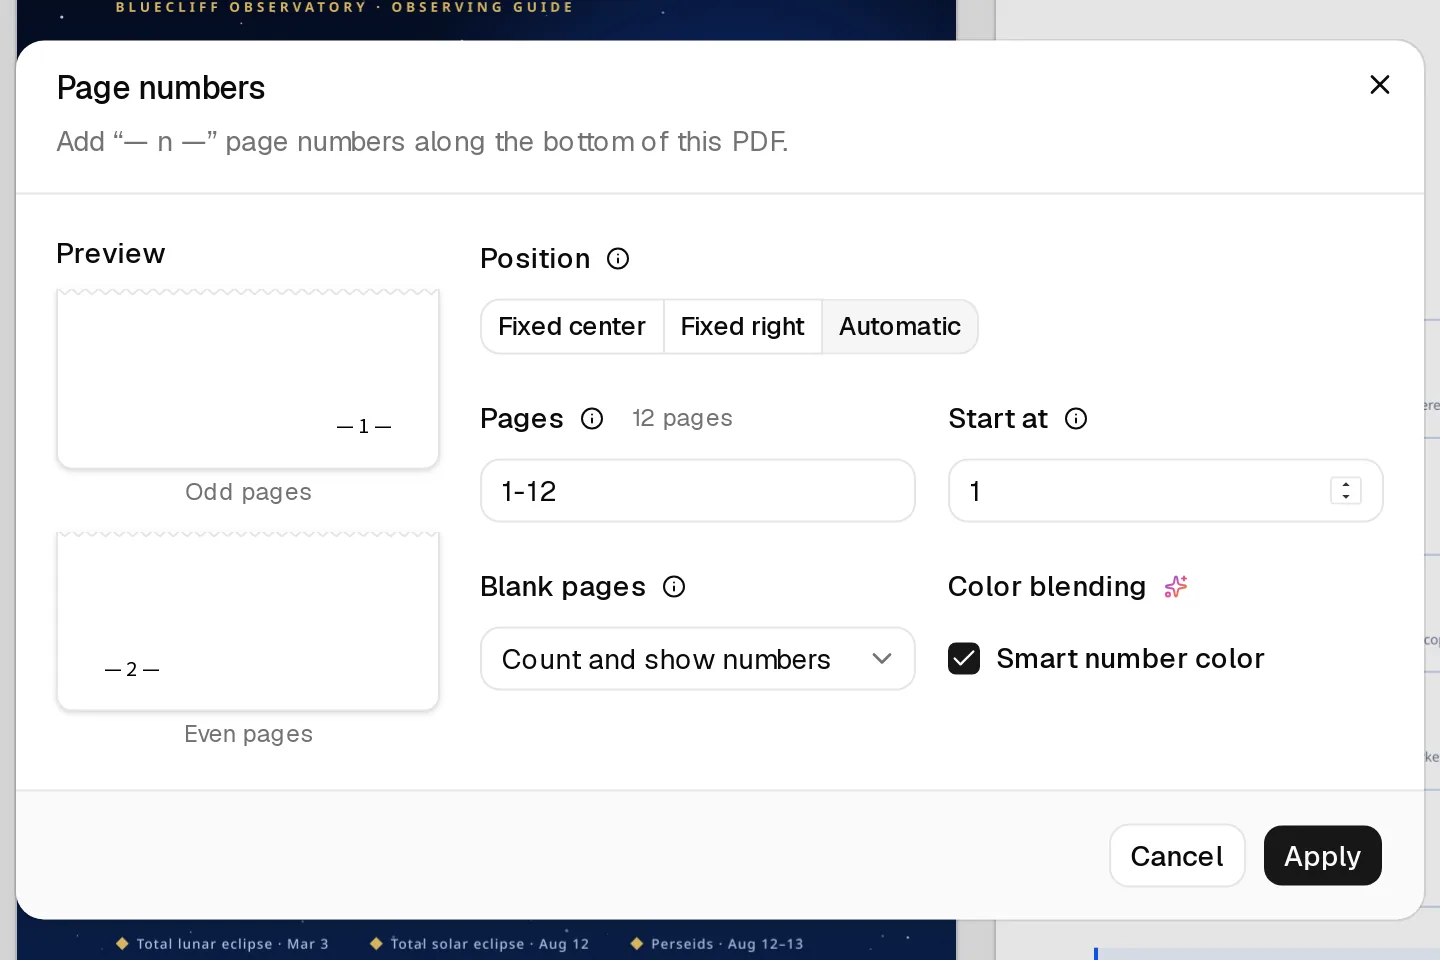 BLUECLIFF OBSERVATORY · OBSERVING GUIDE
Page numbers
Add “— n —” page numbers along the bottom of this PDF.
Preview
— 1 —
Odd pages
— 2 —
Even pages
Position
Fixed center
Fixed right
Automatic
Pages
12 pages
1-12
Start at
1
Blank pages
Count and show numbers
Color blending
Smart number color
Cancel
Apply
Total lunar eclipse · Mar 3
Total solar eclipse · Aug 12
Perseids · Aug 12–13